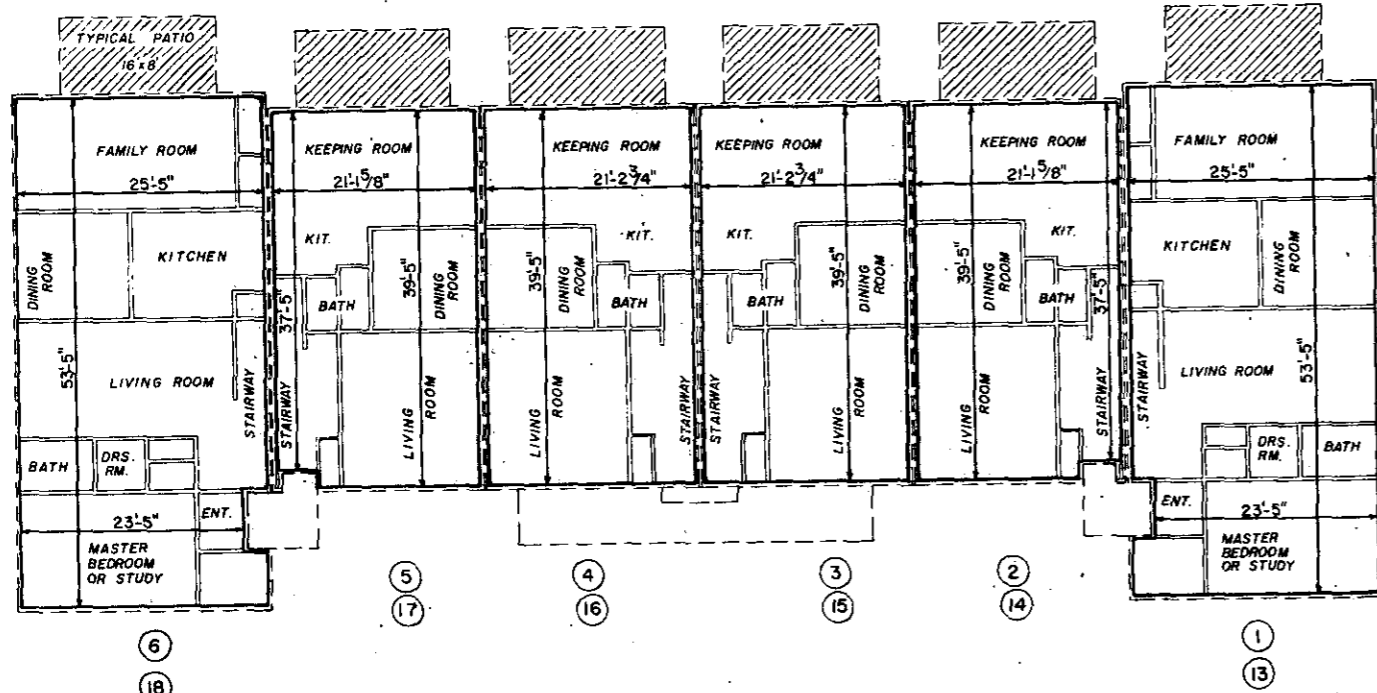 TYPICAL PATIO
16'x8'
FAMILY ROOM
25'-5"
DINING ROOM
KITCHEN
53'-5"
LIVING ROOM
STAIRWAY
BATH
DRS.
RM.
23'-5"
ENT.
MASTER
BEDROOM
OR STUDY
6
18
KEEPING ROOM
21'-1 5/8"
KIT.
37'-5"
BATH
39'-5"
DINING
ROOM
STAIRWAY
LIVING
ROOM
5
17
KEEPING ROOM
21'-2 3/4"
KIT.
39'-5"
DINING
ROOM
BATH
LIVING
ROOM
STAIRWAY
4
16
KEEPING ROOM
21'-2 3/4"
KIT.
BATH
39'-5"
DINING
ROOM
STAIRWAY
LIVING
ROOM
3
15
KEEPING ROOM
21'-1 5/8"
KIT.
39'-5"
DINING
ROOM
BATH
37'-5"
LIVING
ROOM
STAIRWAY
2
14
FAMILY ROOM
25'-5"
KITCHEN
DINING
ROOM
STAIRWAY
LIVING ROOM
53'-5"
DRS.
RM.
BATH
ENT.
23'-5"
MASTER
BEDROOM
OR STUDY
1
13